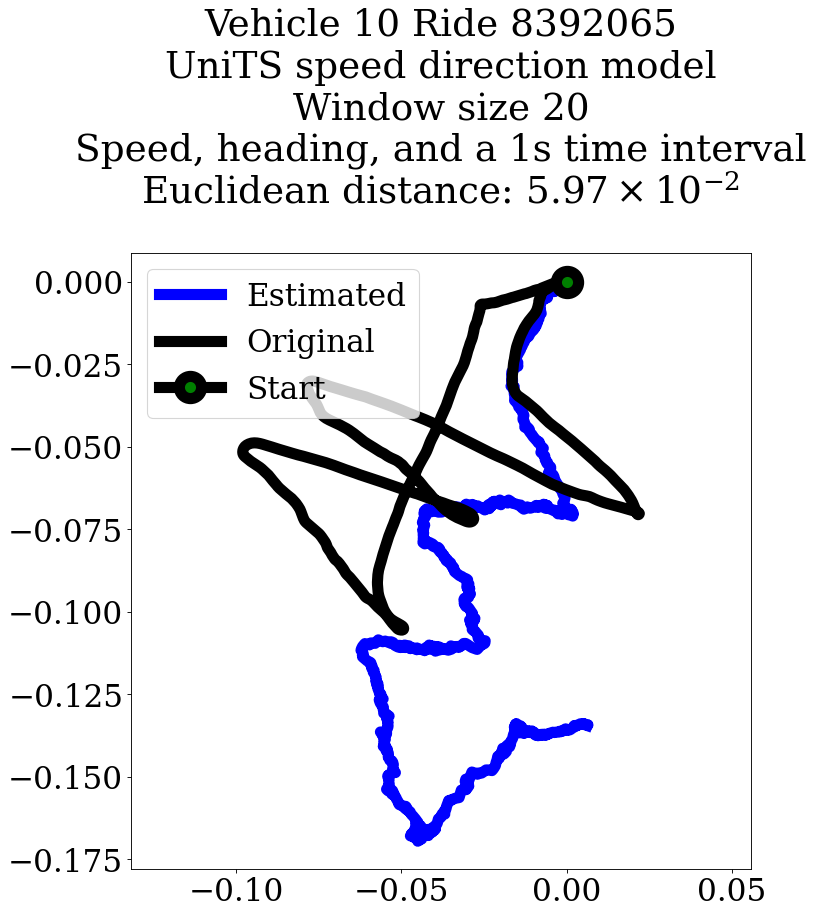 Vehicle 10 Ride 8392065
UniTS speed direction model
Window size 20
Speed, heading, and a 1s time interval
Euclidean distance: 5.97 × 10⁻²
Estimated
Original
Start
0.000
−0.025
−0.050
−0.075
−0.100
−0.125
−0.150
−0.175
−0.10
−0.05
0.00
0.05